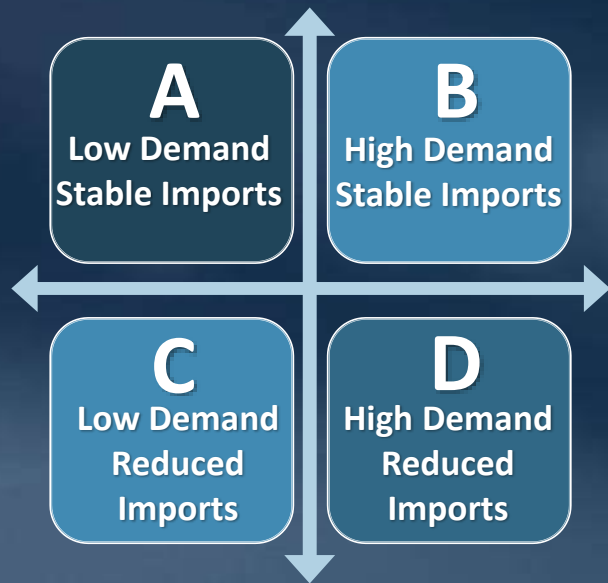 A
Low Demand
Stable Imports
B
High Demand
Stable Imports
C
Low Demand
Reduced
Imports
D
High Demand
Reduced
Imports